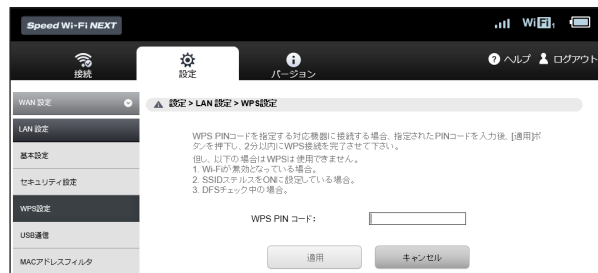 Speed Wi-Fi NEXT
WiFi 1
接続
設定
バージョン
? ヘルプ
ログアウト
WAN 設定
LAN 設定
基本設定
セキュリティ設定
WPS設定
USB通信
MACアドレスフィルタ
設定 > LAN 設定 > WPS設定
WPS PINコードを指定する対応機器に接続する場合、指定されたPINコードを入力後、[適用]ボ
タンを押下し、2分以内にWPS接続を完了させて下さい。
但し、以下の場合はWPSは使用できません。
1. Wi-Fiが無効となっている場合。
2. SSIDステルスをONに設定している場合。
3. DFSチェック中の場合。
WPS PIN コード:
適用
キャンセル